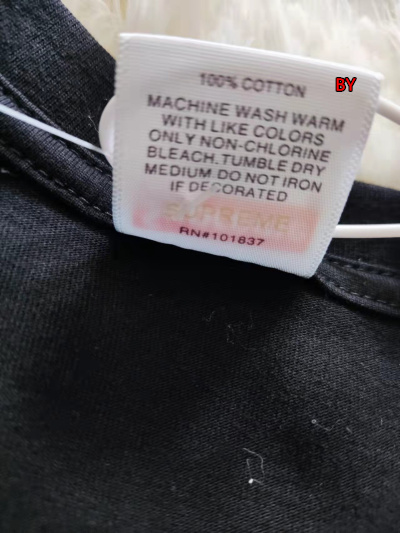 100% COTTON
BY
MACHINE WASH WARM
WITH LIKE COLORS
ONLY NON-CHLORINE
BLEACH.TUMBLE DRY
MEDIUM. DO NOT IRON
IF DECORATED
SUPREME
RN#101837